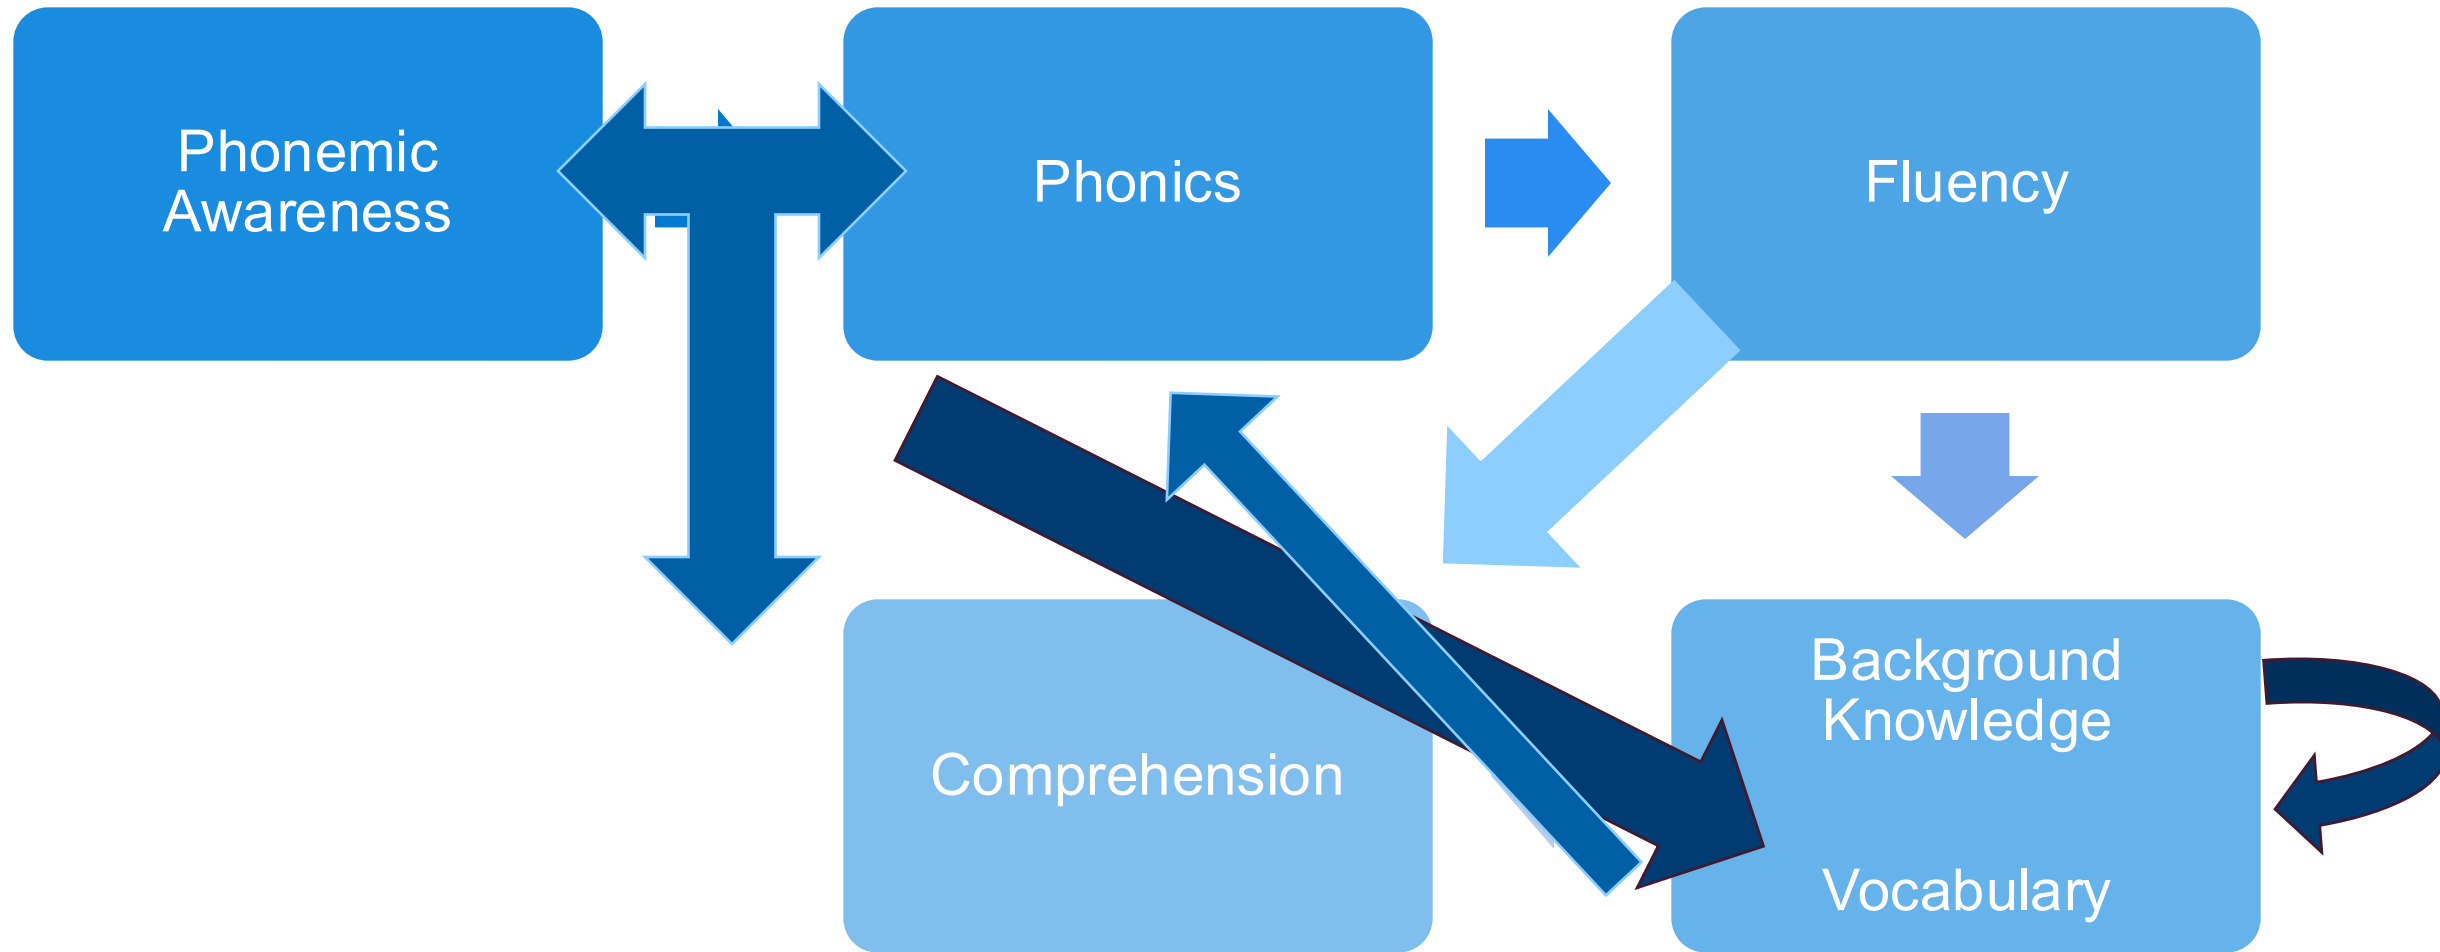 Phonemic
Awareness
Phonics
Fluency
Comprehension
Background
Knowledge
Vocabulary